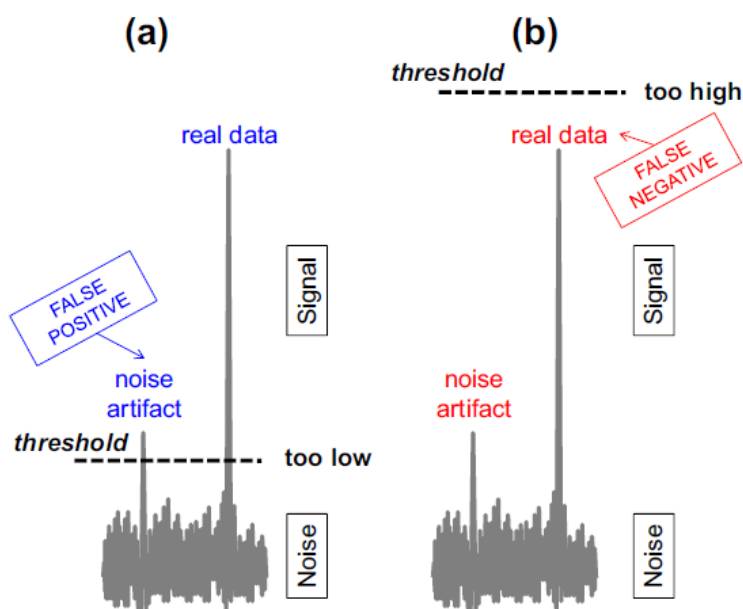 (a)
real data
Signal
FALSE
POSITIVE
noise
artifact
threshold
too low
Noise
(b)
threshold
too high
real data
FALSE
NEGATIVE
Signal
noise
artifact
Noise